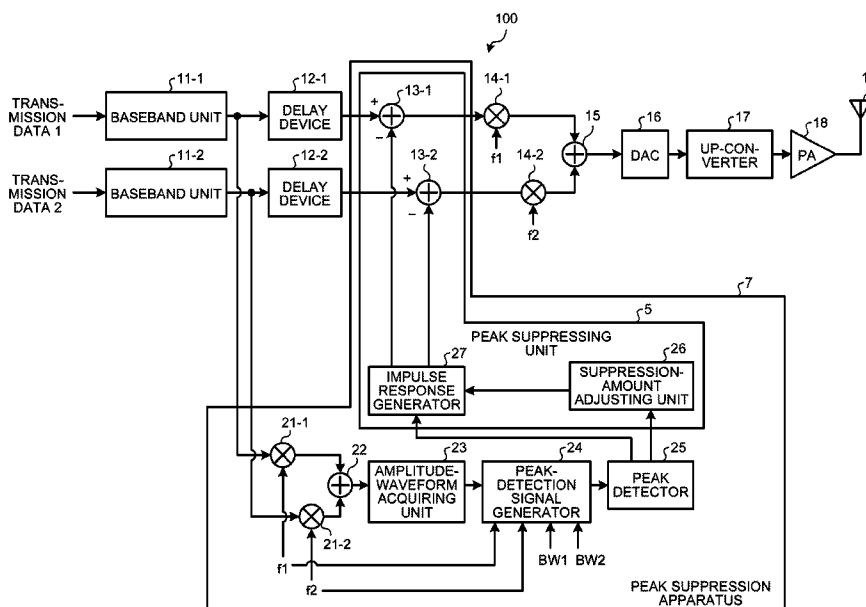 100
11-1
12-1
13-1
14-1
15
16
17
18
1
TRANS-
MISSION
DATA 1
BASEBAND UNIT
DELAY
DEVICE
+
−
f1
DAC
UP-CON-
VERTER
PA
11-2
12-2
13-2
14-2
TRANS-
MISSION
DATA 2
BASEBAND UNIT
DELAY
DEVICE
+
−
f2
7
5
PEAK SUPPRESSING
UNIT
27
IMPULSE
RESPONSE
GENERATOR
26
SUPPRESSION-
AMOUNT
ADJUSTING UNIT
21-1
22
23
AMPLITUDE-
WAVEFORM
ACQUIRING
UNIT
24
PEAK-
DETECTION
SIGNAL
GENERATOR
25
PEAK
DETECTOR
21-2
f1
f2
BW1
BW2
PEAK SUPPRESSION
APPARATUS